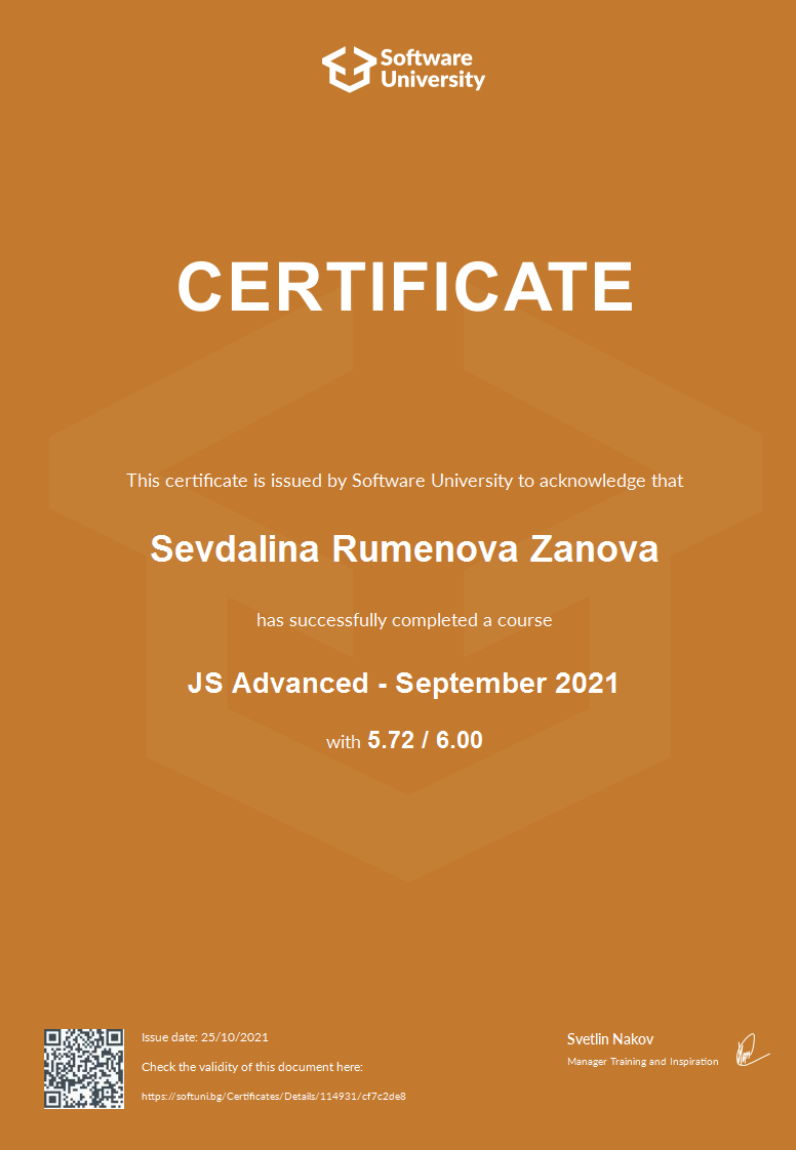 Software
University
CERTIFICATE
This certificate is issued by Software University to acknowledge that
Sevdalina Rumenova Zanova
has successfully completed a course
JS Advanced - September 2021
with 5.72 / 6.00
Issue date: 25/10/2021
Check the validity of this document here:
https://softuni.bg/Certificates/Details/114931/cf7c2de8
Svetlin Nakov
Manager Training and Inspiration